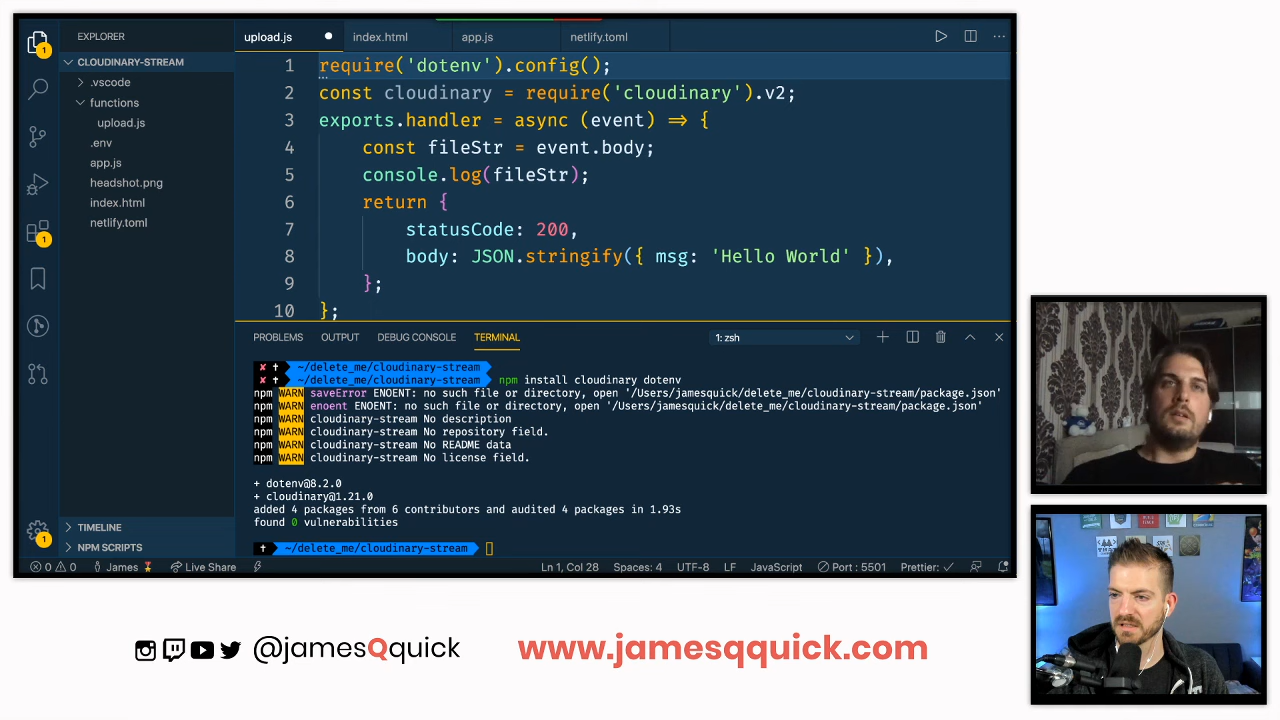 EXPLORER
CLOUDINARY-STREAM
.vscode
functions
upload.js
.env
app.js
headshot.png
index.html
netlify.toml
TIMELINE
NPM SCRIPTS
1
1
1
upload.js index.html app.js netlify.toml
1 require('dotenv').config();
2 const cloudinary = require('cloudinary').v2;
3 exports.handler = async (event) => {
4 const fileStr = event.body;
5 console.log(fileStr);
6 return {
7 statusCode: 200,
8 body: JSON.stringify({ msg: 'Hello World' }),
9 };
10 };
PROBLEMS OUTPUT DEBUG CONSOLE TERMINAL 1: zsh
~/delete_me/cloudinary-stream
~/delete_me/cloudinary-stream npm install cloudinary dotenv
npm WARN saveError ENOENT: no such file or directory, open '/Users/jamesquick/delete_me/cloudinary-stream/package.json'
npm WARN enoent ENOENT: no such file or directory, open '/Users/jamesquick/delete_me/cloudinary-stream/package.json'
npm WARN cloudinary-stream No description
npm WARN cloudinary-stream No repository field.
npm WARN cloudinary-stream No README data
npm WARN cloudinary-stream No license field.
+ dotenv@8.2.0
+ cloudinary@1.21.0
added 4 packages from 6 contributors and audited 4 packages in 1.93s
found 0 vulnerabilities
~/delete_me/cloudinary-stream
0 0 James Live Share Ln 1, Col 28 Spaces: 4 UTF-8 LF JavaScript Port : 5501 Prettier: ✓
@jamesQquick www.jamesqquick.com